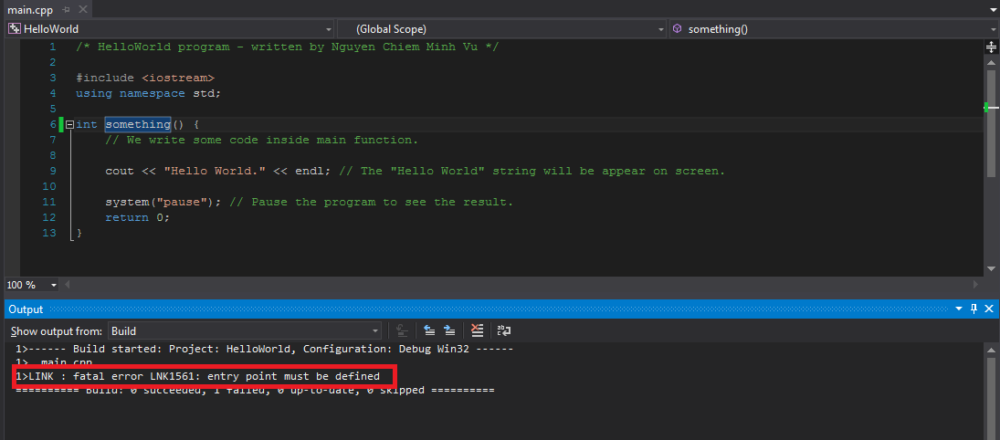 main.cpp
HelloWorld
(Global Scope)
something()
1 /* HelloWorld program - written by Nguyen Chiem Minh Vu */
2
3 #include <iostream>
4 using namespace std;
5
6 int something() {
7 // We write some code inside main function.
8
9 cout << "Hello World." << endl; // The "Hello World" string will be appear on screen.
10
11 system("pause"); // Pause the program to see the result.
12 return 0;
13 }
100 %
Output
Show output from: Build
1>------ Build started: Project: HelloWorld, Configuration: Debug Win32 ------
1> main.cpp
1>LINK : fatal error LNK1561: entry point must be defined
========== Build: 0 succeeded, 1 failed, 0 up-to-date, 0 skipped ==========